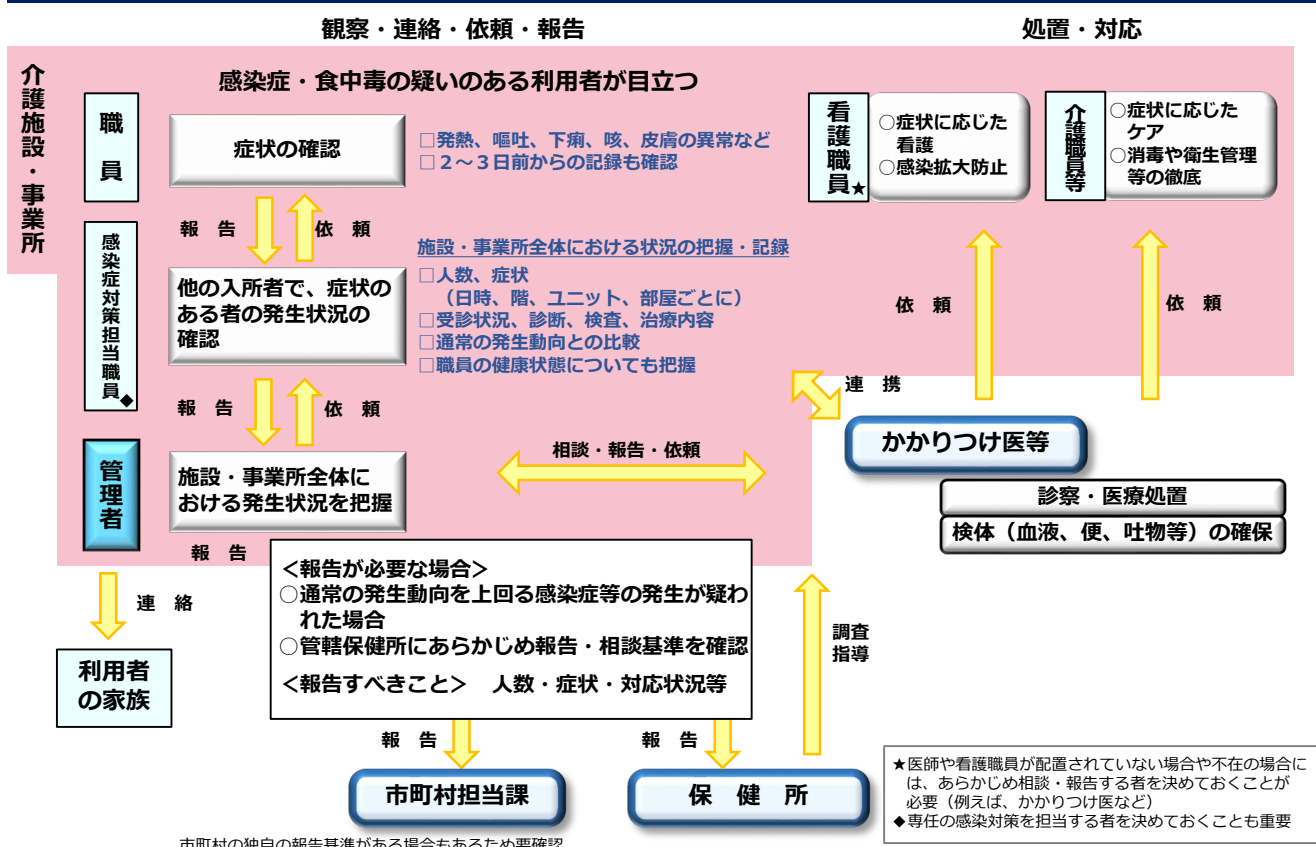 観察・連絡・依頼・報告
処置・対応
介護施設・事業所
感染症・食中毒の疑いのある利用者が目立つ
職員
症状の確認
□発熱、嘔吐、下痢、咳、皮膚の異常など
□２～３日前からの記録も確認
報　告
依　頼
感染症対策担当職員◆
他の入所者で、症状の
ある者の発生状況の
確認
施設・事業所全体における状況の把握・記録
□人数、症状
（日時、階、ユニット、部屋ごとに）
□受診状況、診断、検査、治療内容
□通常の発生動向との比較
□職員の健康状態についても把握
報　告
依　頼
管理者
施設・事業所全体に
おける発生状況を把握
相談・報告・依頼
看護職員★
○症状に応じた
看護
○感染拡大防止
介護職員等
○症状に応じた
ケア
○消毒や衛生管理
等の徹底
依　頼
依　頼
連　携
かかりつけ医等
診察・医療処置
検体（血液、便、吐物等）の確保
報　告
＜報告が必要な場合＞
○通常の発生動向を上回る感染症等の発生が疑わ
れた場合
○管轄保健所にあらかじめ報告・相談基準を確認
＜報告すべきこと＞　人数・症状・対応状況等
連　絡
利用者
の家族
調査
指導
報　告
報　告
市町村担当課
保　健　所
市町村の独自の報告基準がある場合もあるため要確認
★医師や看護職員が配置されていない場合や不在の場合に
は、あらかじめ相談・報告する者を決めておくことが
必要（例えば、かかりつけ医など）
◆専任の感染対策を担当する者を決めておくことも重要